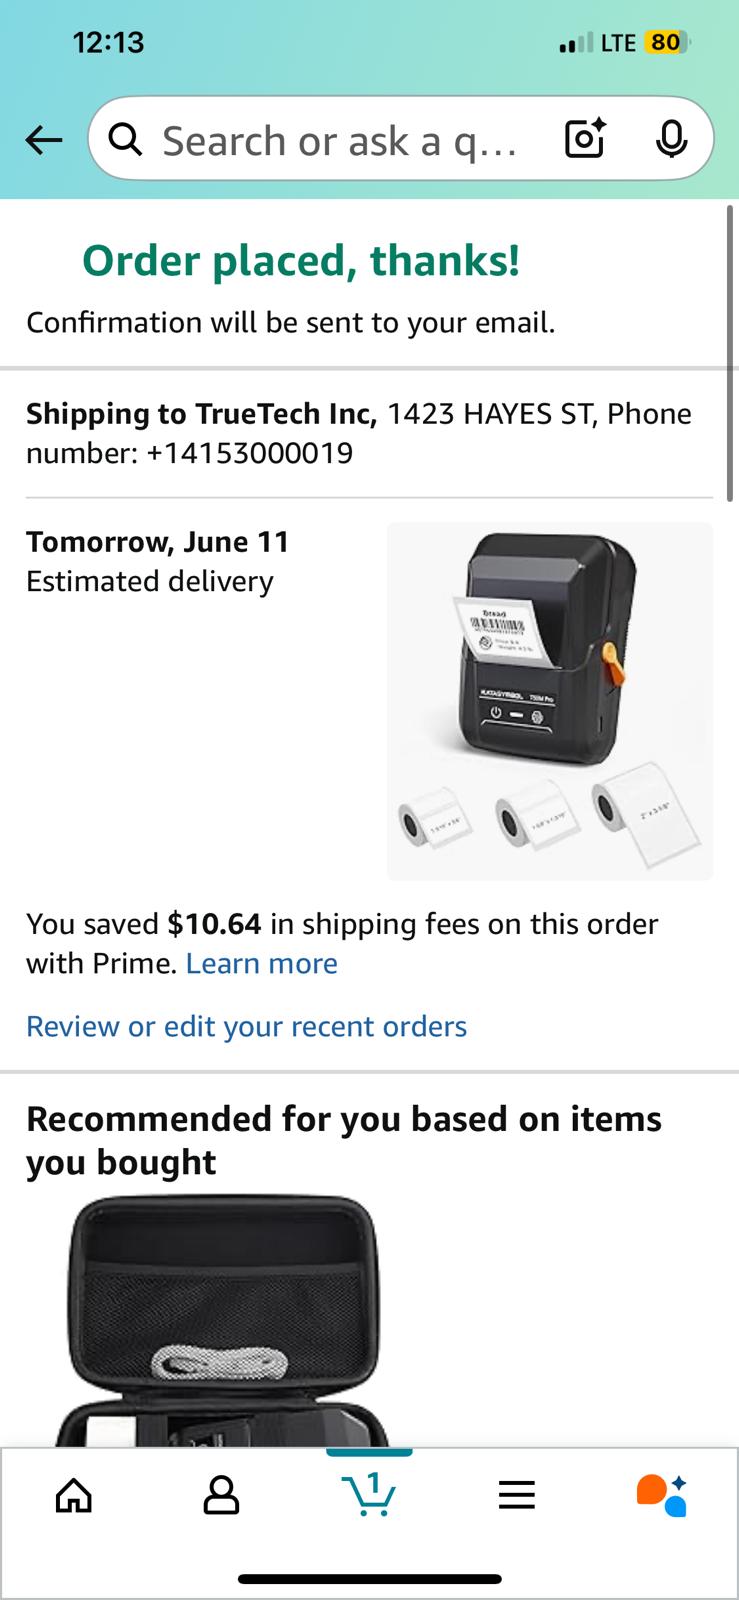 12:13
LTE 80
Search or ask a q...
Order placed, thanks!
Confirmation will be sent to your email.
Shipping to TrueTech Inc, 1423 HAYES ST, Phone
number: +14153000019
Tomorrow, June 11
Estimated delivery
Bread
KATASYMBOL T50M Pro
You saved $10.64 in shipping fees on this order
with Prime. Learn more
Review or edit your recent orders
Recommended for you based on items
you bought
1